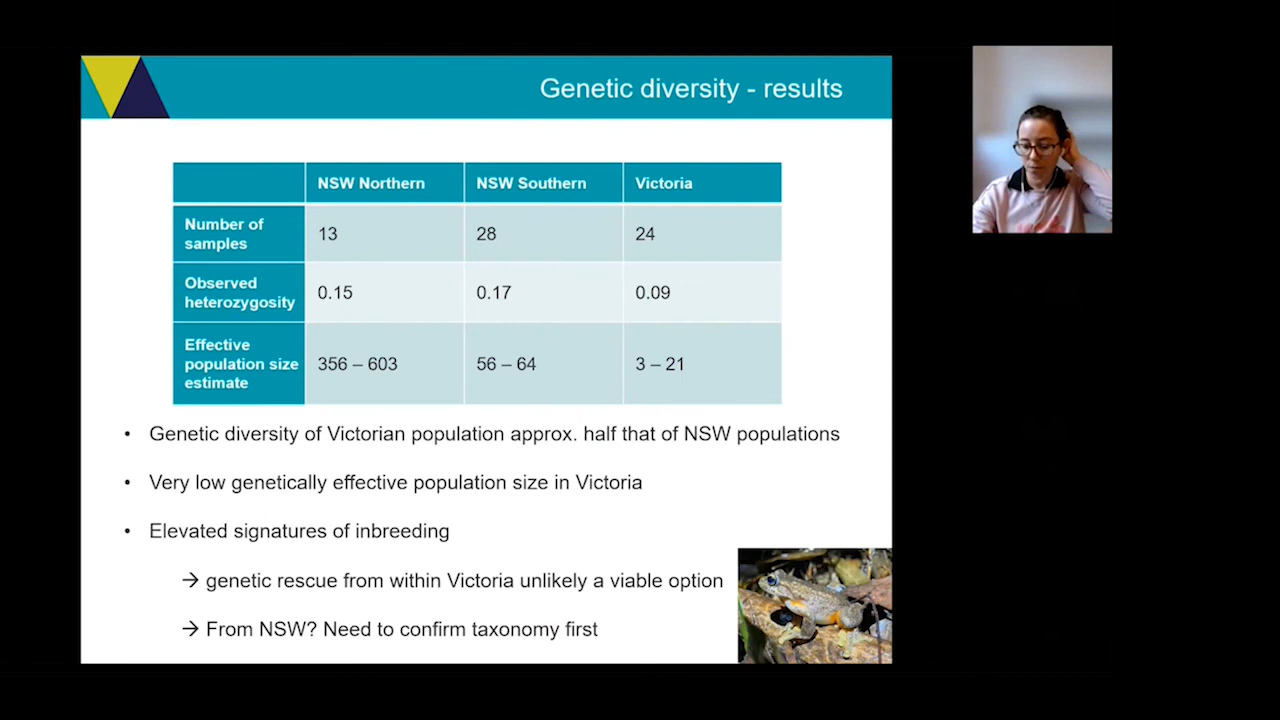 Genetic diversity - results
NSW Northern NSW Southern Victoria
Number of
samples
13 28 24
Observed
heterozygosity
0.15 0.17 0.09
Effective
population size
estimate
356 – 603 56 – 64 3 – 21
• Genetic diversity of Victorian population approx. half that of NSW populations
• Very low genetically effective population size in Victoria
• Elevated signatures of inbreeding
→ genetic rescue from within Victoria unlikely a viable option
→ From NSW? Need to confirm taxonomy first